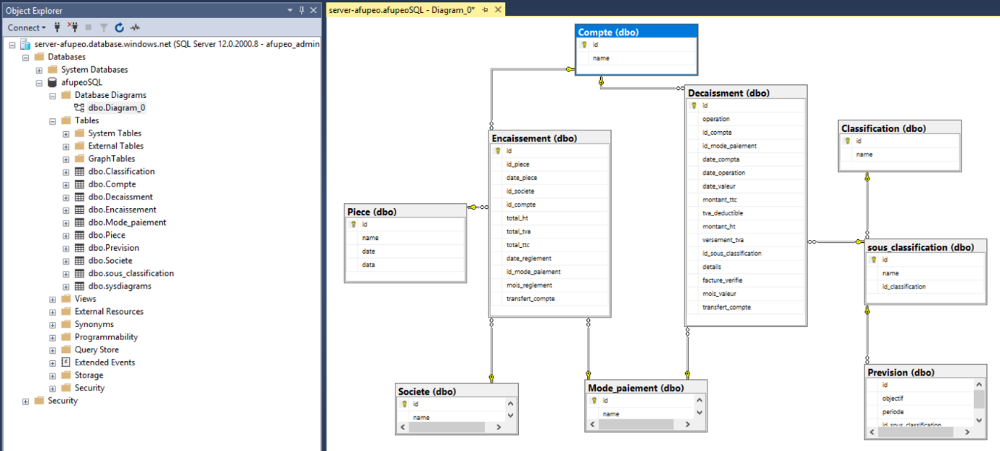 Object Explorer
Connect
server-afupeo.database.windows.net (SQL Server 12.0.2000.8 - afupeo_admin
Databases
System Databases
afupeoSQL
Database Diagrams
dbo.Diagram_0
Tables
System Tables
External Tables
GraphTables
dbo.Classification
dbo.Compte
dbo.Decaissment
dbo.Encaissement
dbo.Mode_paiement
dbo.Piece
dbo.Prevision
dbo.Societe
dbo.sous_classification
dbo.sysdiagrams
Views
External Resources
Synonyms
Programmability
Query Store
Extended Events
Storage
Security
Security
server-afupeo.afupeoSQL - Diagram_0*
Compte (dbo)
id
name
Decaissment (dbo)
id
operation
id_compte
id_mode_paiement
date_compta
date_operation
date_valeur
montant_ttc
tva_deductible
montant_ht
versement_tva
id_sous_classification
details
facture_verifie
mois_valeur
transfert_compte
Classification (dbo)
id
name
Encaissement (dbo)
id
id_piece
date_piece
id_societe
id_compte
total_ht
total_tva
total_ttc
date_reglement
id_mode_paiement
mois_reglement
transfert_compte
Piece (dbo)
id
name
date
data
sous_classification (dbo)
id
name
id_classification
Societe (dbo)
id
name
Mode_paiement (dbo)
id
name
Prevision (dbo)
id
objectif
periode
id_sous_classification